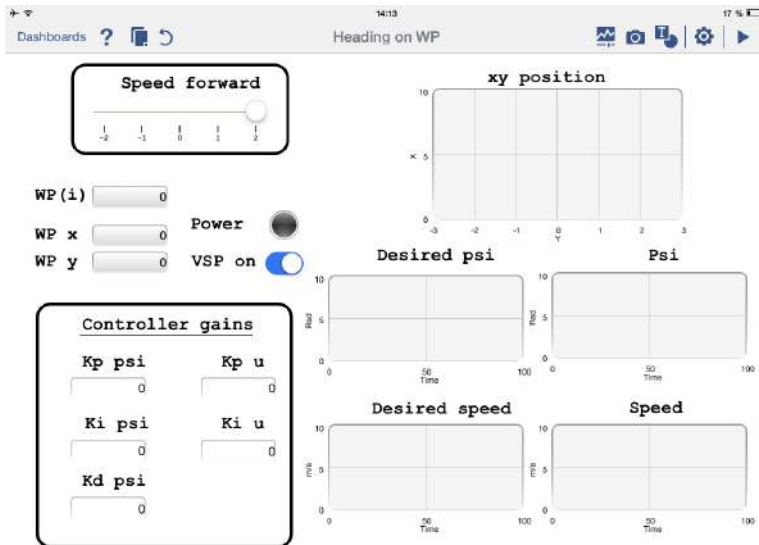 14:13
17 %
Dashboards ?
Heading on WP
Speed forward
-2 -1 0 1 2
WP(i) 0
WP x 0
WP y 0
Power
VSP on
Controller gains
Kp psi Kp u
0 0
Ki psi Ki u
0 0
Kd psi
0
xy position
10
X 5
0
-3 -2 -1 0 1 2 3
Y
Desired psi Psi
10 10
Rad 5 Rad 5
0 0
0 50 100 0 50 100
Time Time
Desired speed Speed
10 10
m/s 5 m/s 5
0 0
0 50 100 0 50 100
Time Time